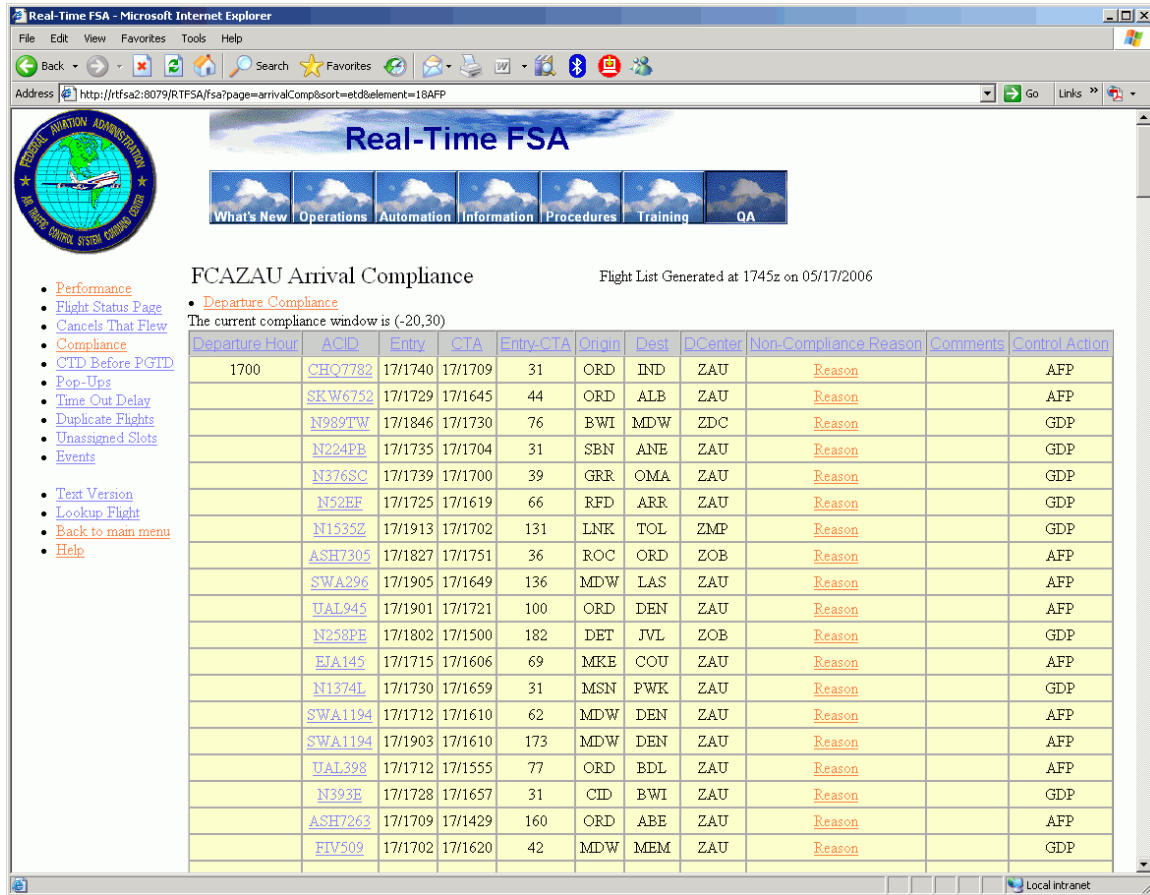 Real-Time FSA - Microsoft Internet Explorer
File Edit View Favorites Tools Help
Back Search Favorites
Address http://rtfsa2:8079/RTFSA/fsa?page=arrivalComp&sort=etd&element=18AFP Go Links »
FEDERAL AVIATION ADMINISTRATION
AIR TRAFFIC CONTROL SYSTEM COMMAND CENTER
Real-Time FSA
What's New Operations Automation Information Procedures Training QA
Performance
Flight Status Page
Cancels That Flew
Compliance
CTD Before PGTD
Pop-Ups
Time Out Delay
Duplicate Flights
Unassigned Slots
Events
Text Version
Lookup Flight
Back to main menu
Help
FCAZAU Arrival Compliance Flight List Generated at 1745z on 05/17/2006
Departure Compliance
The current compliance window is (-20,30)
Departure Hour ACID Entry CTA Entry-CTA Origin Dest DCenter Non-Compliance Reason Comments Control Action
1700 CHQ7782 17/1740 17/1709 31 ORD IND ZAU Reason AFP
SKW6752 17/1729 17/1645 44 ORD ALB ZAU Reason AFP
N989TW 17/1846 17/1730 76 BWI MDW ZDC Reason GDP
N224PB 17/1735 17/1704 31 SBN ANE ZAU Reason GDP
N376SC 17/1739 17/1700 39 GRR OMA ZAU Reason GDP
N52EF 17/1725 17/1619 66 RFD ARR ZAU Reason GDP
N1535Z 17/1913 17/1702 131 LNK TOL ZMP Reason GDP
ASH7305 17/1827 17/1751 36 ROC ORD ZOB Reason AFP
SWA296 17/1905 17/1649 136 MDW LAS ZAU Reason AFP
UAL945 17/1901 17/1721 100 ORD DEN ZAU Reason AFP
N258PE 17/1802 17/1500 182 DET JVL ZOB Reason GDP
EJA145 17/1715 17/1606 69 MKE COU ZAU Reason AFP
N1374L 17/1730 17/1659 31 MSN PWK ZAU Reason GDP
SWA1194 17/1712 17/1610 62 MDW DEN ZAU Reason AFP
SWA1194 17/1903 17/1610 173 MDW DEN ZAU Reason AFP
UAL398 17/1712 17/1555 77 ORD BDL ZAU Reason AFP
N393E 17/1728 17/1657 31 CID BWI ZAU Reason GDP
ASH7263 17/1709 17/1429 160 ORD ABE ZAU Reason AFP
FIV509 17/1702 17/1620 42 MDW MEM ZAU Reason GDP
Local intranet